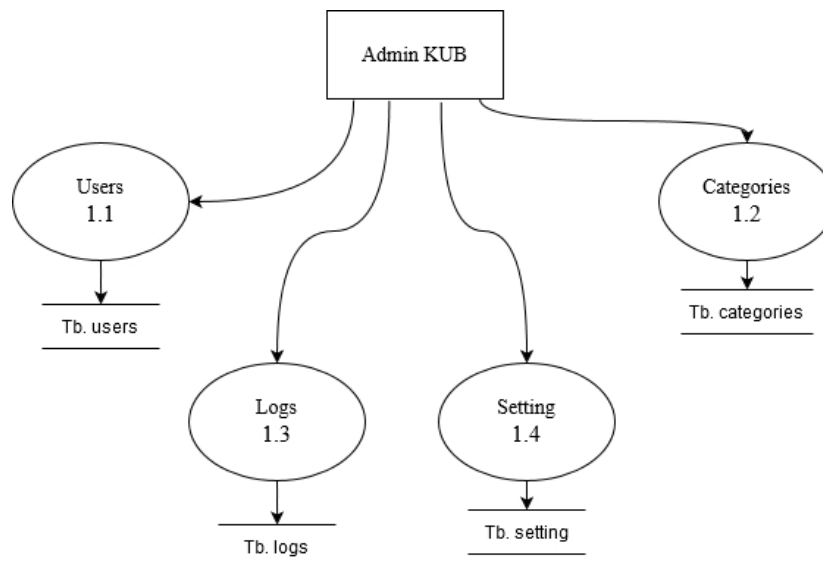 Admin KUB
Users
1.1
Categories
1.2
Tb. users
Tb. categories
Logs
1.3
Setting
1.4
Tb. logs
Tb. setting